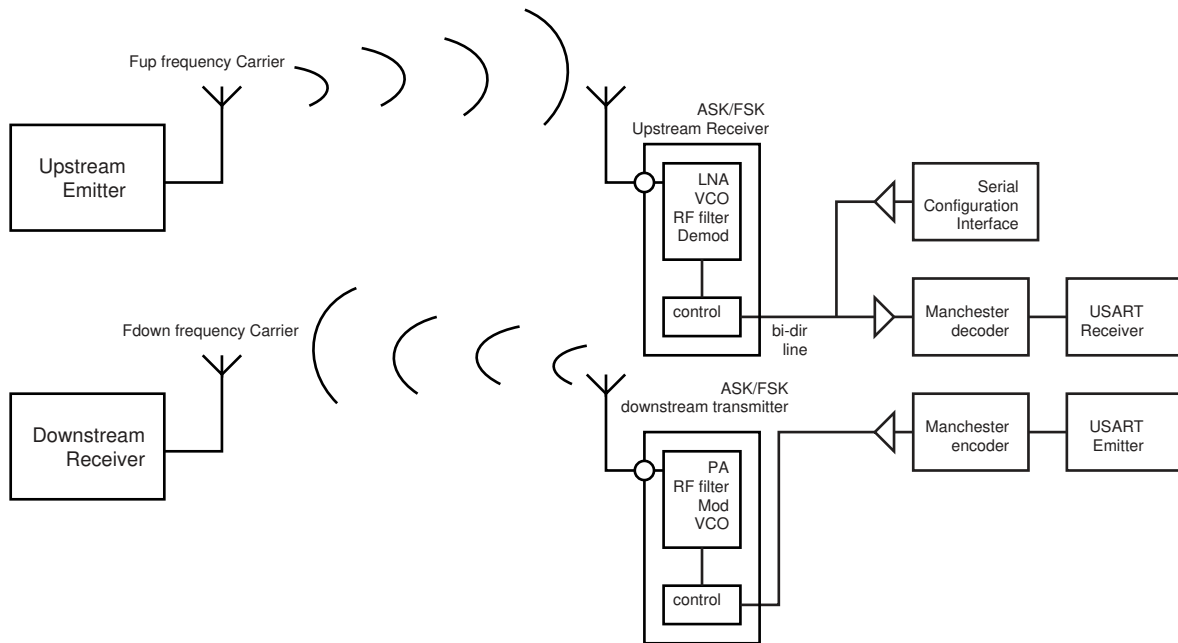 Fup frequency Carrier
Upstream
Emitter
ASK/FSK
Upstream Receiver
LNA
VCO
RF filter
Demod
control
bi-dir
line
Serial
Configuration
Interface
Manchester
decoder
USART
Receiver
Fdown frequency Carrier
Downstream
Receiver
ASK/FSK
downstream transmitter
PA
RF filter
Mod
VCO
control
Manchester
encoder
USART
Emitter